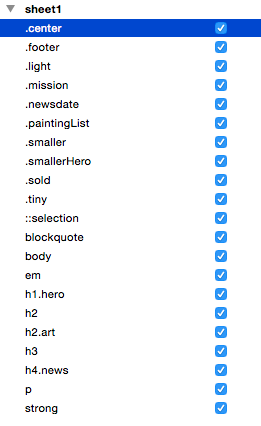 sheet1
.center
.footer
.light
.mission
.newsdate
.paintingList
.smaller
.smallerHero
.sold
.tiny
::selection
blockquote
body
em
h1.hero
h2
h2.art
h3
h4.news
p
strong